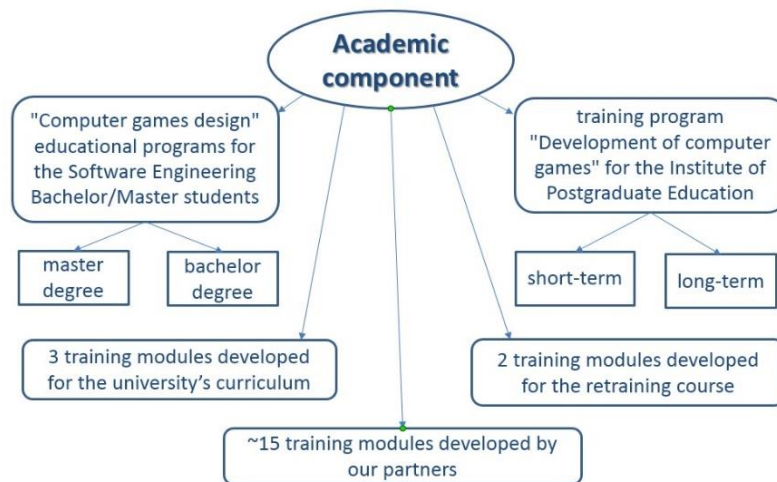 Academic
component
"Computer games design"
educational programs for
the Software Engineering
Bachelor/Master students
training program
"Development of computer
games" for the Institute of
Postgraduate Education
master
degree
bachelor
degree
short-term
long-term
3 training modules developed
for the university’s curriculum
2 training modules developed
for the retraining course
~15 training modules developed by
our partners